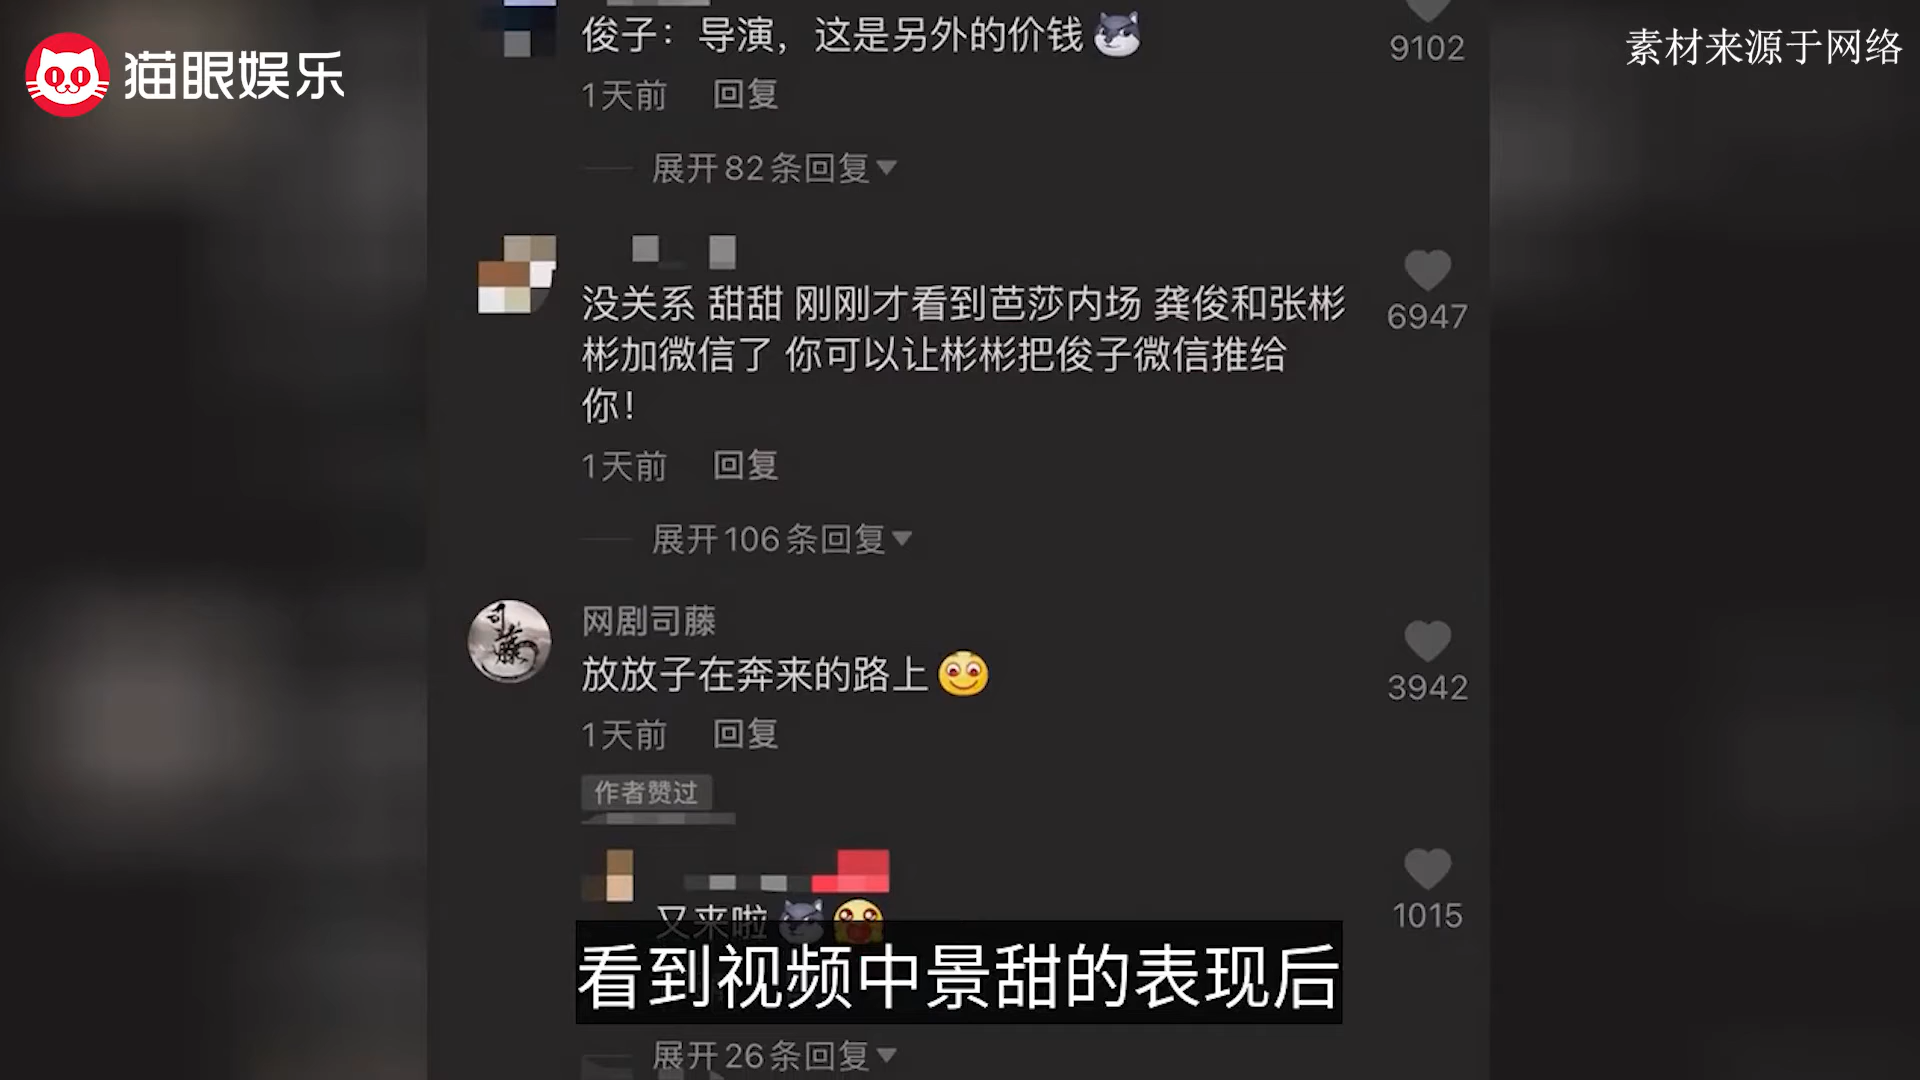 猫眼娱乐
素材来源于网络
俊子：导演，这是另外的价钱
9102
1天前 回复
展开82条回复
没关系 甜甜 刚刚才看到芭莎内场 龚俊和张彬
彬加微信了 你可以让彬彬把俊子微信推给
你！
6947
1天前 回复
展开106条回复
网剧司藤
放放子在奔来的路上
3942
1天前 回复
作者赞过
又来啦
1015
看到视频中景甜的表现后
展开26条回复
司藤